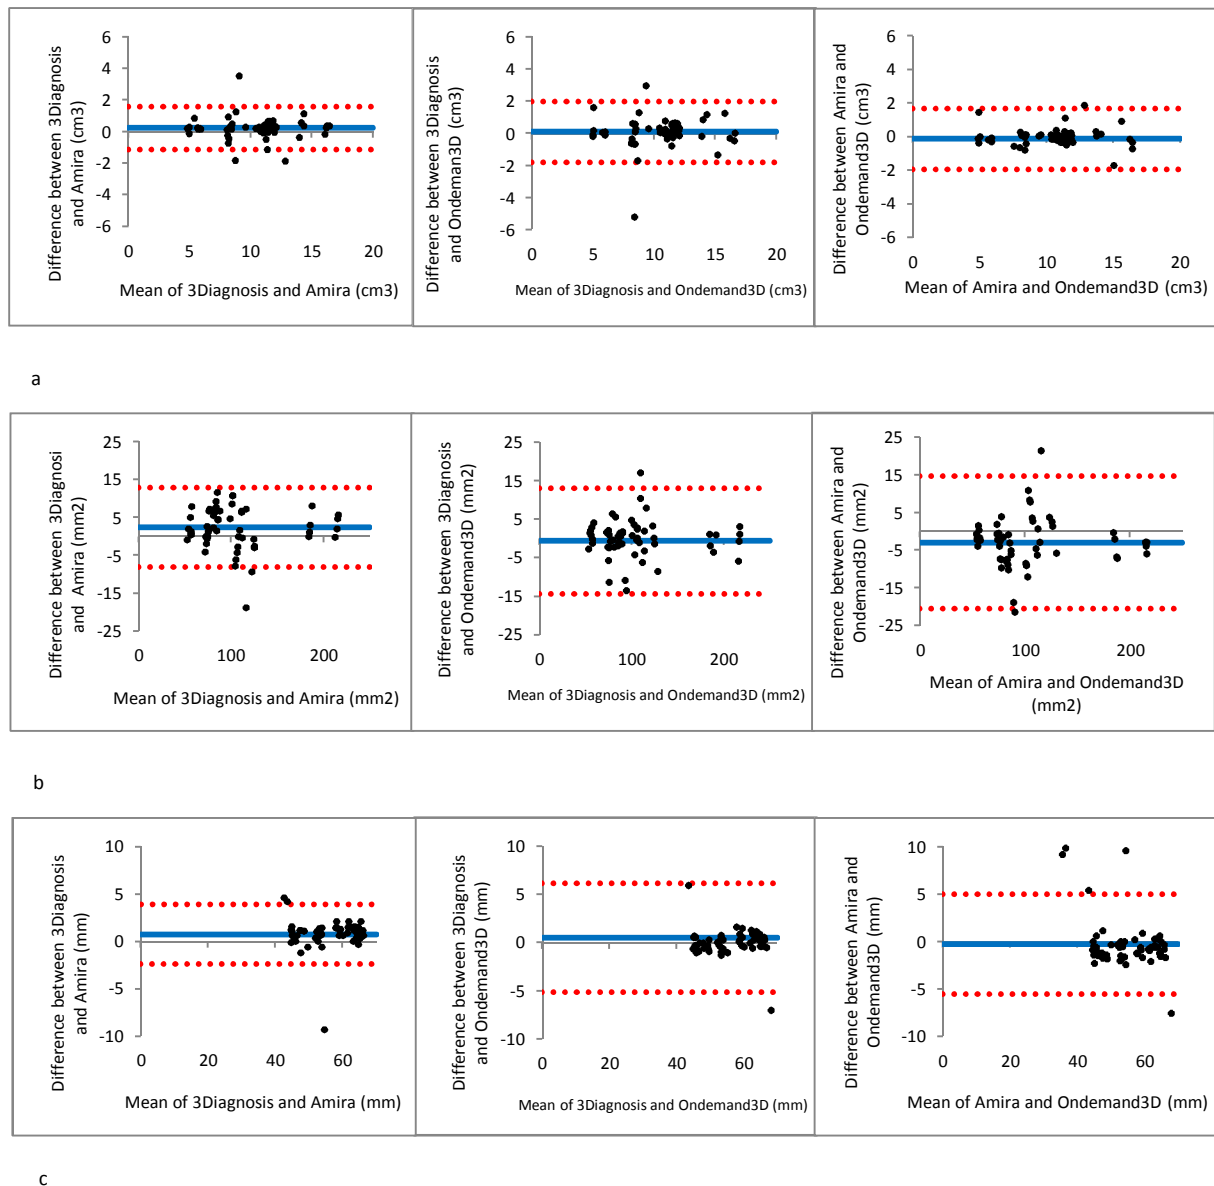 Difference between 3Diagnosis
and Amira (cm3)
6
4
2
0
-2
-4
-6
0 5 10 15 20
Mean of 3Diagnosis and Amira (cm3)
Difference between 3Diagnosis
and Ondeman3D (cm3)
6
4
2
0
-2
-4
-6
0 5 10 15 20
Mean of 3Diagnosis and Ondemand3D (cm3)
Difference between Amira and
Ondemand3D (cm3)
6
4
2
0
-2
-4
-6
0 5 10 15 20
Mean of Amira and Ondemand3D (cm3)
a
Difference between 3Diagnosi
and Amira (mm2)
25
15
5
-5
-15
-25
0 100 200
Mean of 3Diagnosis and Amira (mm2)
Difference between 3Diagnosis
and Ondemand3D (mm2)
25
15
5
-5
-15
-25
0 100 200
Mean of 3Diagnosis and Ondemand3D (mm2)
Difference between Amira and
Ondemand3D (mm2)
25
15
5
-5
-15
-25
0 100 200
Mean of Amira and Ondemand3D
(mm2)
b
Difference between 3Diagnosis
and Amira (mm)
10
5
0
-5
-10
0 20 40 60
Mean of 3Diagnosis and Amira (mm)
Difference between 3Diagnosis
and Ondemand3D (mm)
10
5
0
-5
-10
0 20 40 60
Mean of 3Diagnosis and Ondemand3D (mm)
Difference between Amira and
Ondemand3D (mm)
10
5
0
-5
-10
0 20 40 60
Mean of Amira and Ondemand3D (mm)
c